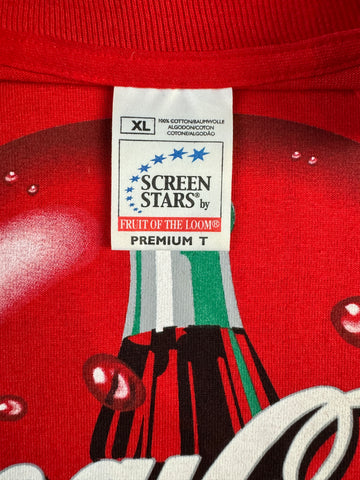 XL
100% COTTON/BAUMWOLLE
ALGODON/COTON
COTONE/ALGODÃO
SCREEN
STARS® by
FRUIT OF THE LOOM®
PREMIUM T